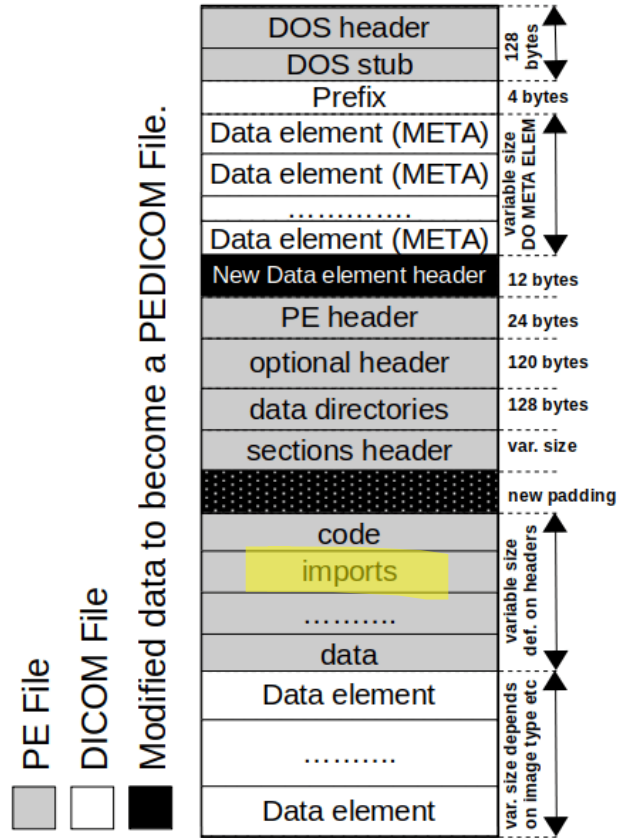 DOS header
DOS stub
128
bytes
Prefix
4 bytes
Data element (META)
Data element (META)
.............
Data element (META)
variable size
DO META ELEM
New Data element header
12 bytes
PE header
24 bytes
optional header
120 bytes
data directories
128 bytes
sections header
var. size
new padding
code
imports
..........
data
variable size
def. on headers
Data element
..........
Data element
var. size depends
on image type etc
PE File
DICOM File
Modified data to become a PEDICOM File.